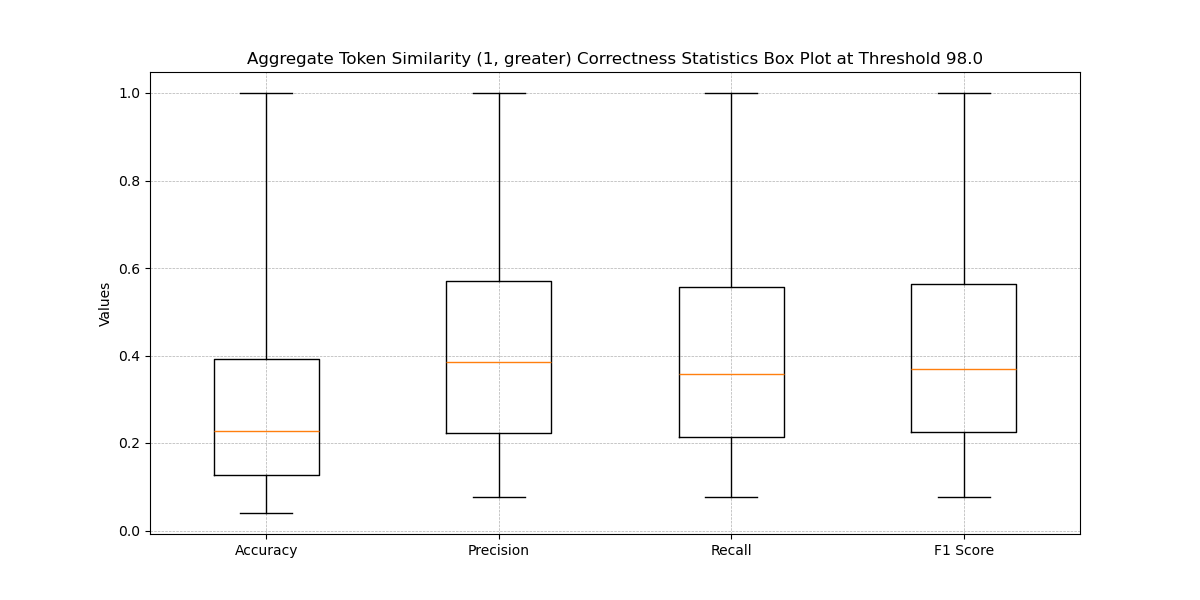 Aggregate Token Similarity (1, greater) Correctness Statistics Box Plot at Threshold 98.0
1.0
0.8
0.6
0.4
0.2
0.0
Values
Accuracy Precision Recall F1 Score